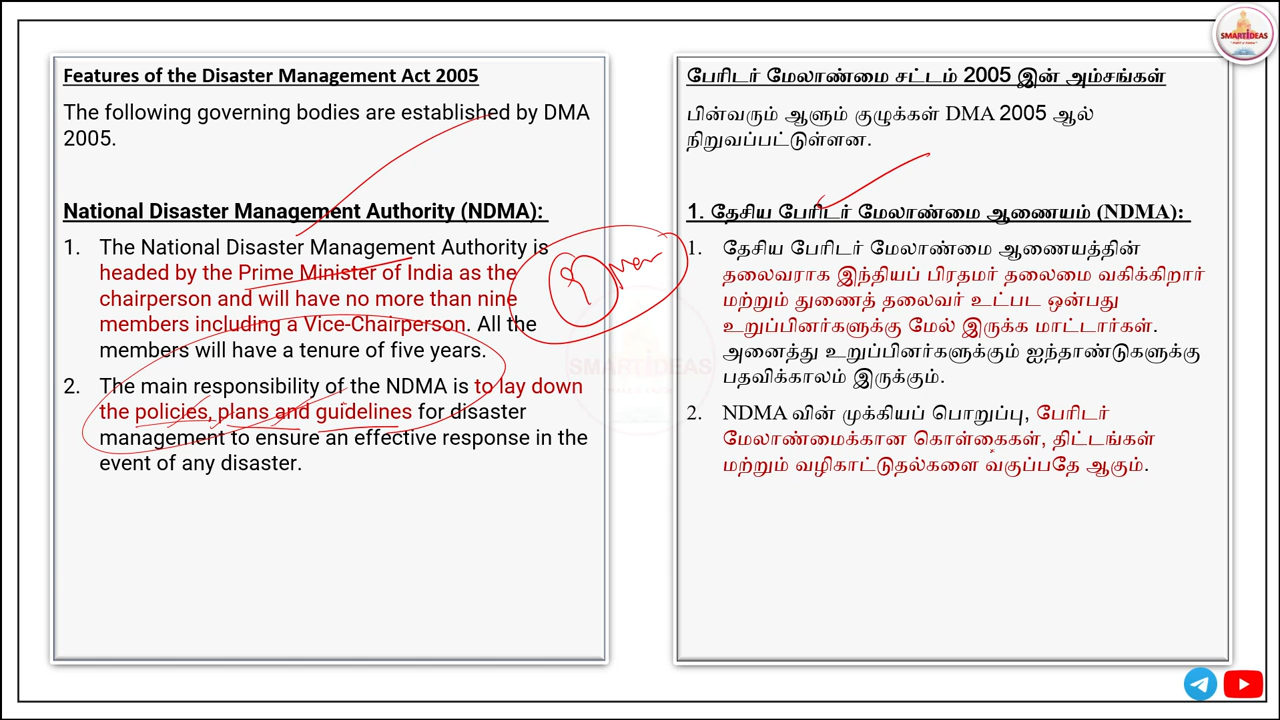 SMARTIDEAS
Features of the Disaster Management Act 2005
The following governing bodies are established by DMA
2005.
National Disaster Management Authority (NDMA):
1. The National Disaster Management Authority is
headed by the Prime Minister of India as the
chairperson and will have no more than nine
members including a Vice-Chairperson. All the
members will have a tenure of five years.
2. The main responsibility of the NDMA is to lay down
the policies, plans and guidelines for disaster
management to ensure an effective response in the
event of any disaster.
பேரிடர் மேலாண்மை சட்டம் 2005 இன் அம்சங்கள்
பின்வரும் ஆளும் குழுக்கள் DMA 2005 ஆல்
நிறுவப்பட்டுள்ளன.
1. தேசிய பேரிடர் மேலாண்மை ஆணையம் (NDMA):
1. தேசிய பேரிடர் மேலாண்மை ஆணையத்தின்
தலைவராக இந்தியப் பிரதமர் தலைமை வகிக்கிறார்
மற்றும் துணைத் தலைவர் உட்பட ஒன்பது
உறுப்பினர்களுக்கு மேல் இருக்க மாட்டார்கள்.
அனைத்து உறுப்பினர்களுக்கும் ஐந்தாண்டுகளுக்கு
பதவிக்காலம் இருக்கும்.
2. NDMA வின் முக்கியப் பொறுப்பு, பேரிடர்
மேலாண்மைக்கான கொள்கைகள், திட்டங்கள்
மற்றும் வழிகாட்டுதல்களை வகுப்பதே ஆகும்.
SMARTIDEAS